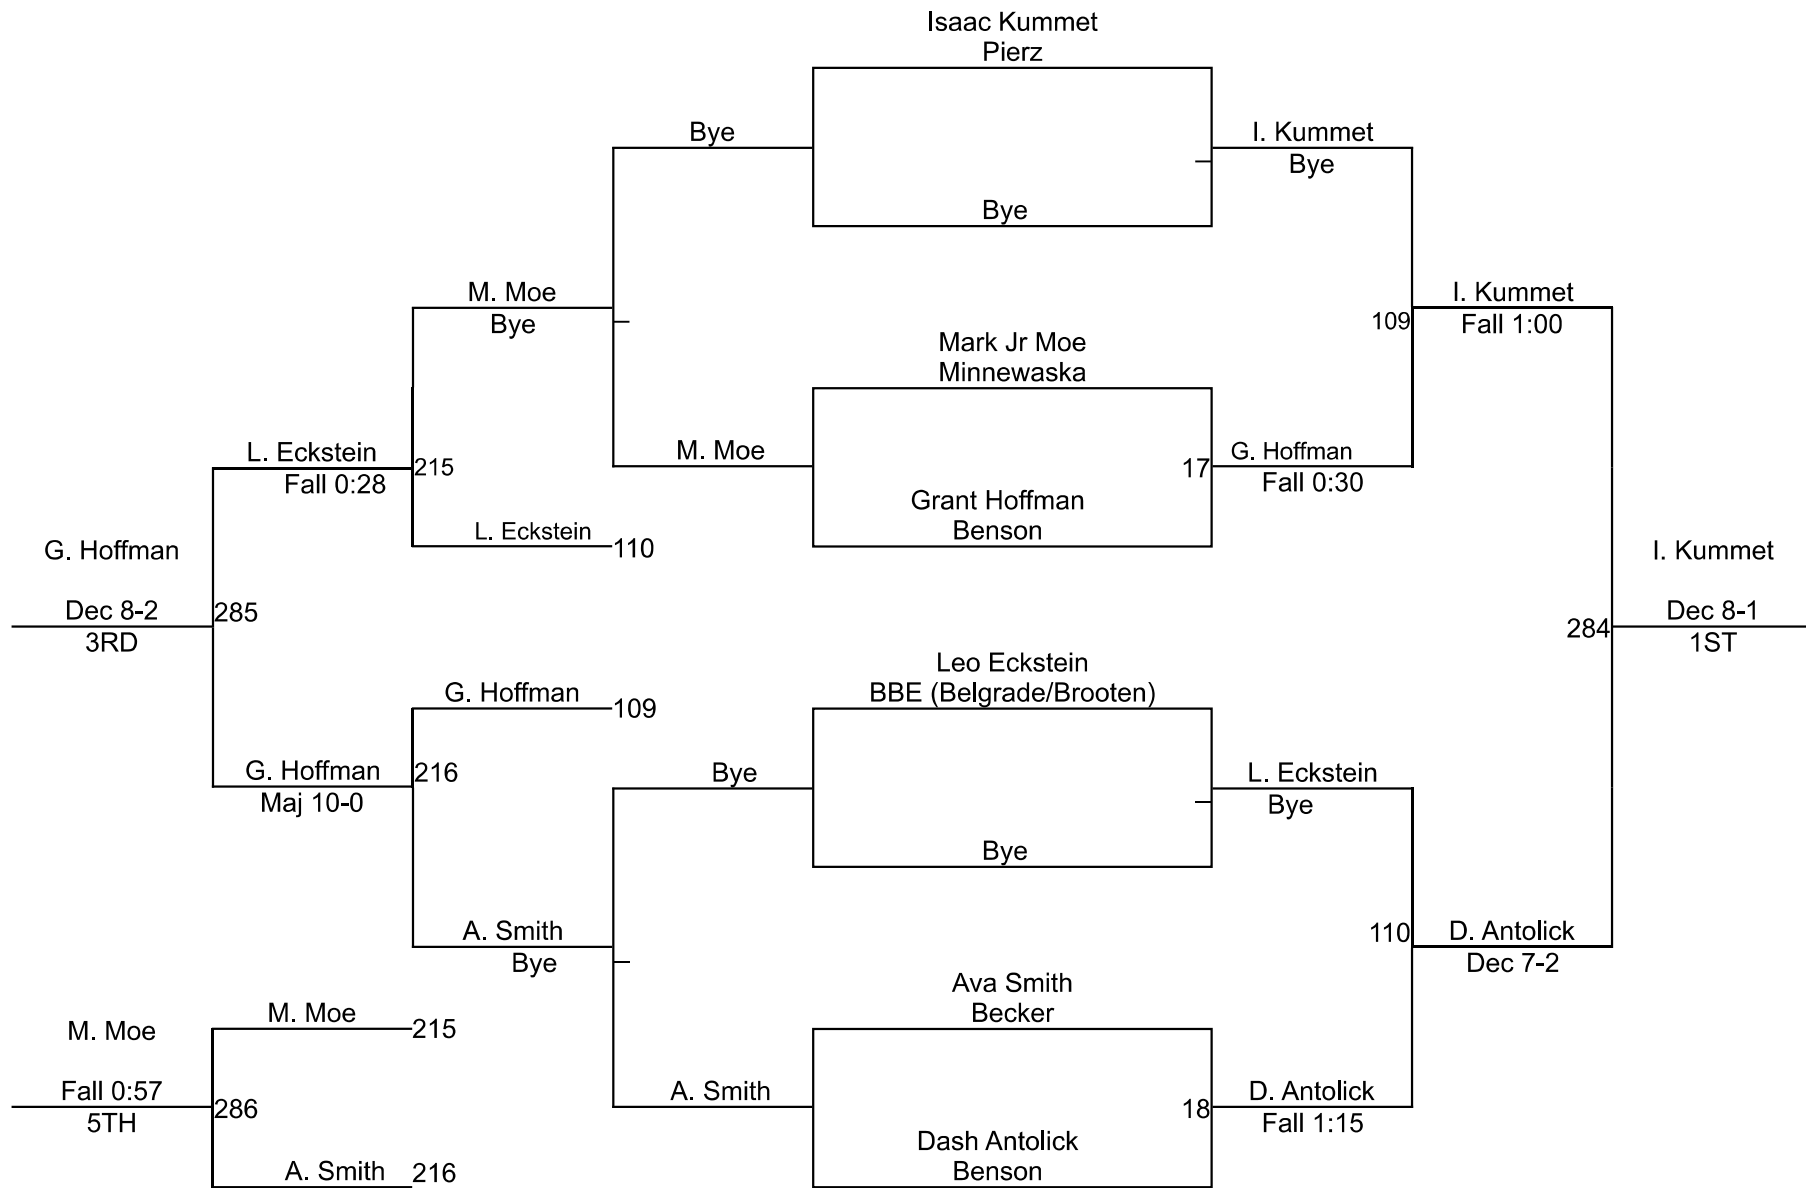 Isaac Kummet
Pierz
Bye
I. Kummet
Bye
Bye
M. Moe
Bye
I. Kummet
Fall 1:00
109
Mark Jr Moe
Minnewaska
L. Eckstein
Fall 0:28
215
M. Moe
17
G. Hoffman
Fall 0:30
Grant Hoffman
Benson
L. Eckstein
110
G. Hoffman
Dec 8-2
3RD
285
I. Kummet
Dec 8-1
1ST
284
Leo Eckstein
BBE (Belgrade/Brooten)
G. Hoffman
109
G. Hoffman
Maj 10-0
216
Bye
L. Eckstein
Bye
Bye
A. Smith
Bye
110
D. Antolick
Dec 7-2
Ava Smith
Becker
M. Moe
Fall 0:57
5TH
M. Moe
215
286
A. Smith
18
D. Antolick
Fall 1:15
Dash Antolick
Benson
A. Smith
216